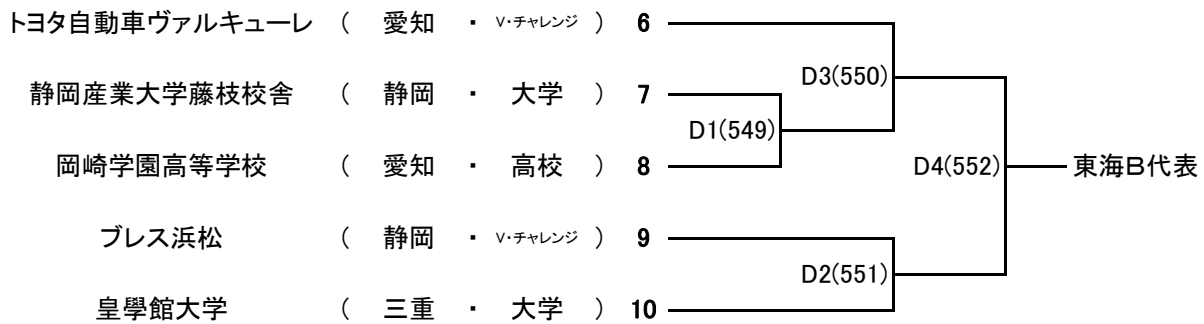 トヨタ自動車ヴァルキューレ ( 愛知 ・ V・チャレンジ ) 6
D3(550)
静岡産業大学藤枝校舎 ( 静岡 ・ 大学 ) 7
D1(549)
岡崎学園高等学校 ( 愛知 ・ 高校 ) 8
D4(552) 東海B代表
ブレス浜松 ( 静岡 ・ V・チャレンジ ) 9
D2(551)
皇學館大学 ( 三重 ・ 大学 ) 10